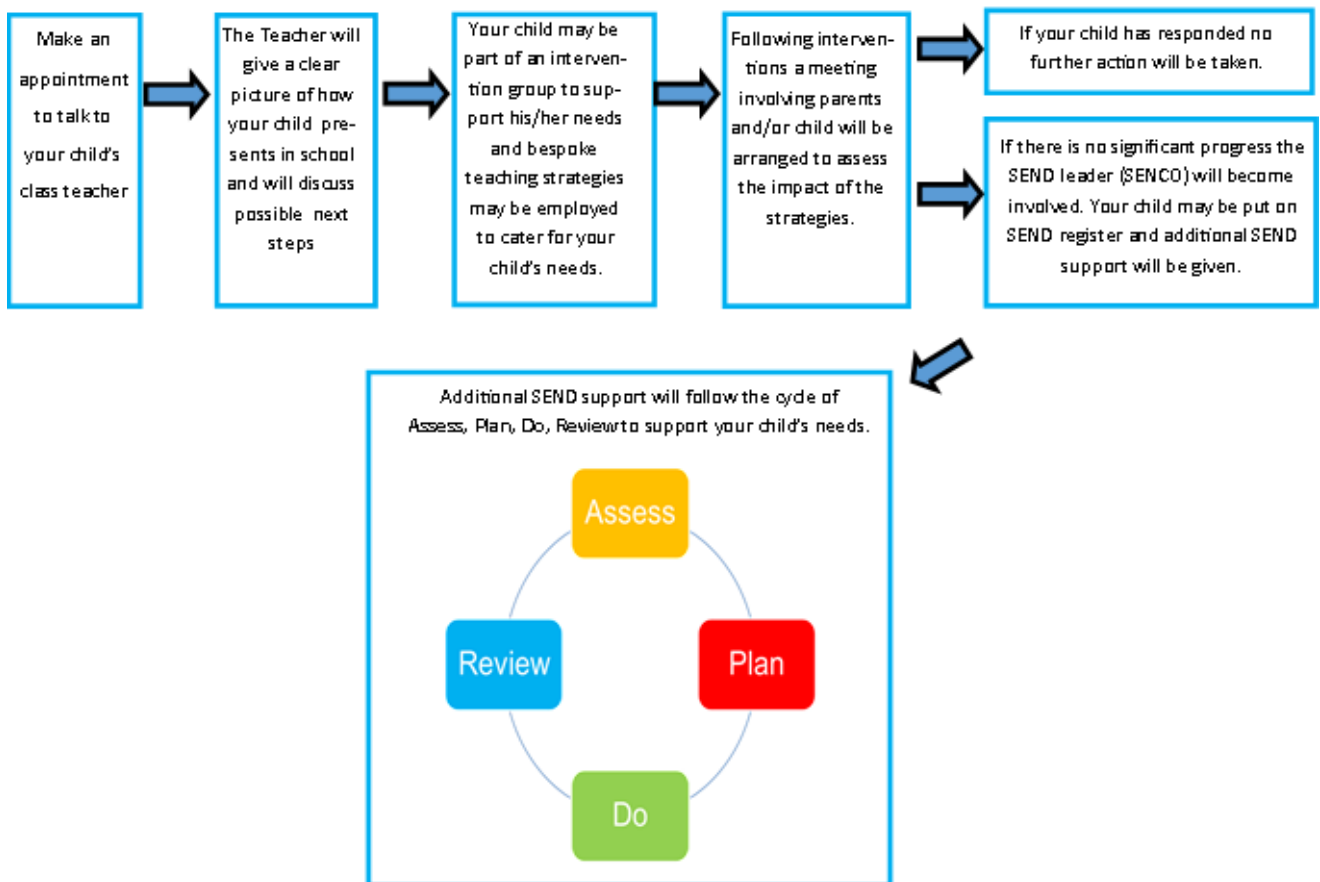 Make an
appointment
to talk to
your child's
class teacher
The Teacher will
give a clear
picture of how
your child pre-
sents in school
and will discuss
possible next
steps
Your child may be
part of an interven-
tion group to sup-
port his/her needs
and bespoke
teaching strategies
may be employed
to cater for your
child's needs.
Following interven-
tions a meeting
involving parents
and/or child will be
arranged to assess
the impact of the
strategies.
If your child has responded no
further action will be taken.
If there is no significant progress the
SEND leader (SENCO) will become
involved. Your child may be put on
SEND register and additional SEND
support will be given.
Additional SEND support will follow the cycle of
Assess, Plan, Do, Review to support your child's needs.
Assess
Review
Plan
Do